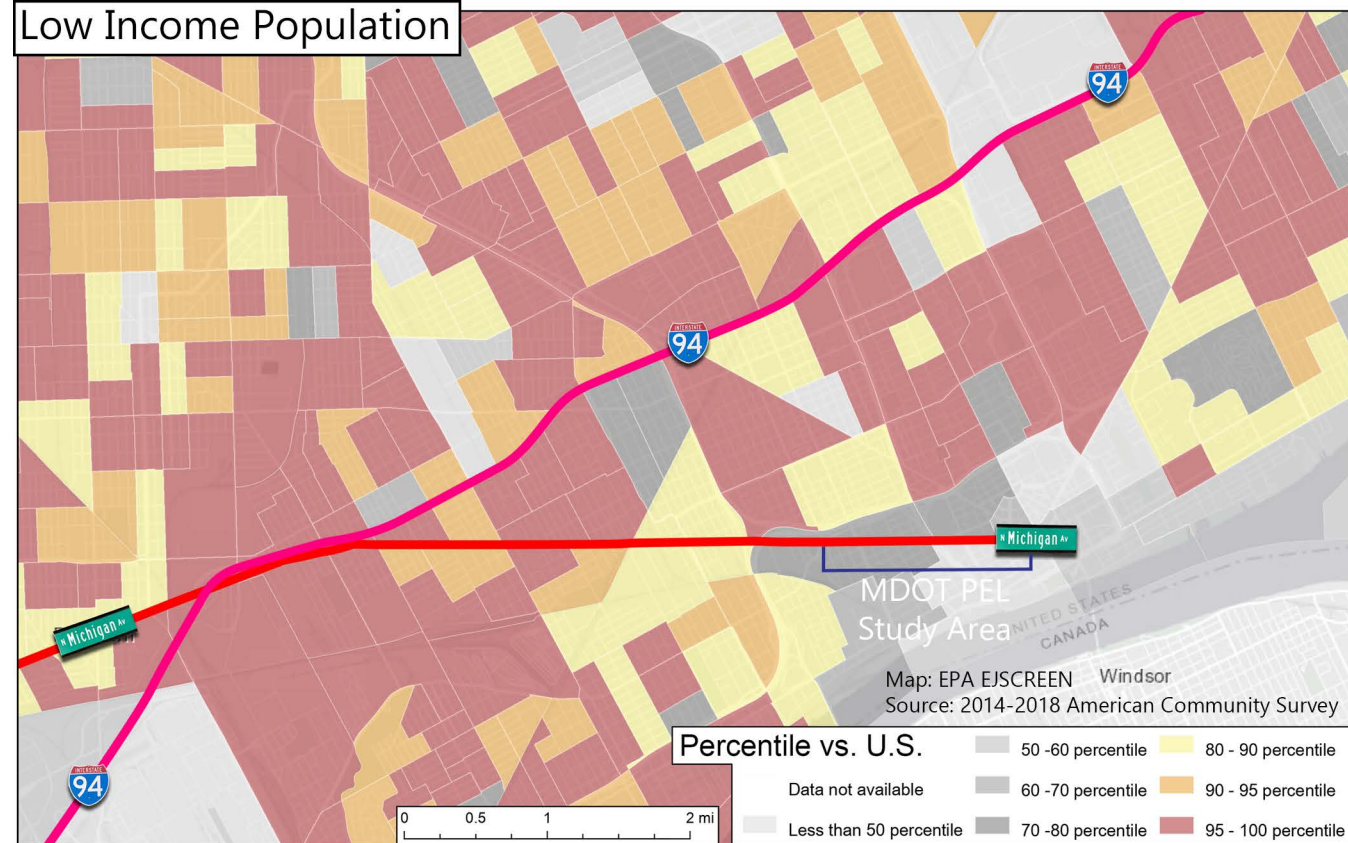 Low Income Population
INTERSTATE
94
INTERSTATE
94
N Michigan Av
N Michigan Av
MDOT PEL
Study Area
UNITED STATES
CANADA
Windsor
Map: EPA EJSCREEN
Source: 2014-2018 American Community Survey
INTERSTATE
94
0 0.5 1 2 mi
Percentile vs. U.S.
Data not available
Less than 50 percentile
50 -60 percentile
60 -70 percentile
70 -80 percentile
80 - 90 percentile
90 - 95 percentile
95 - 100 percentile